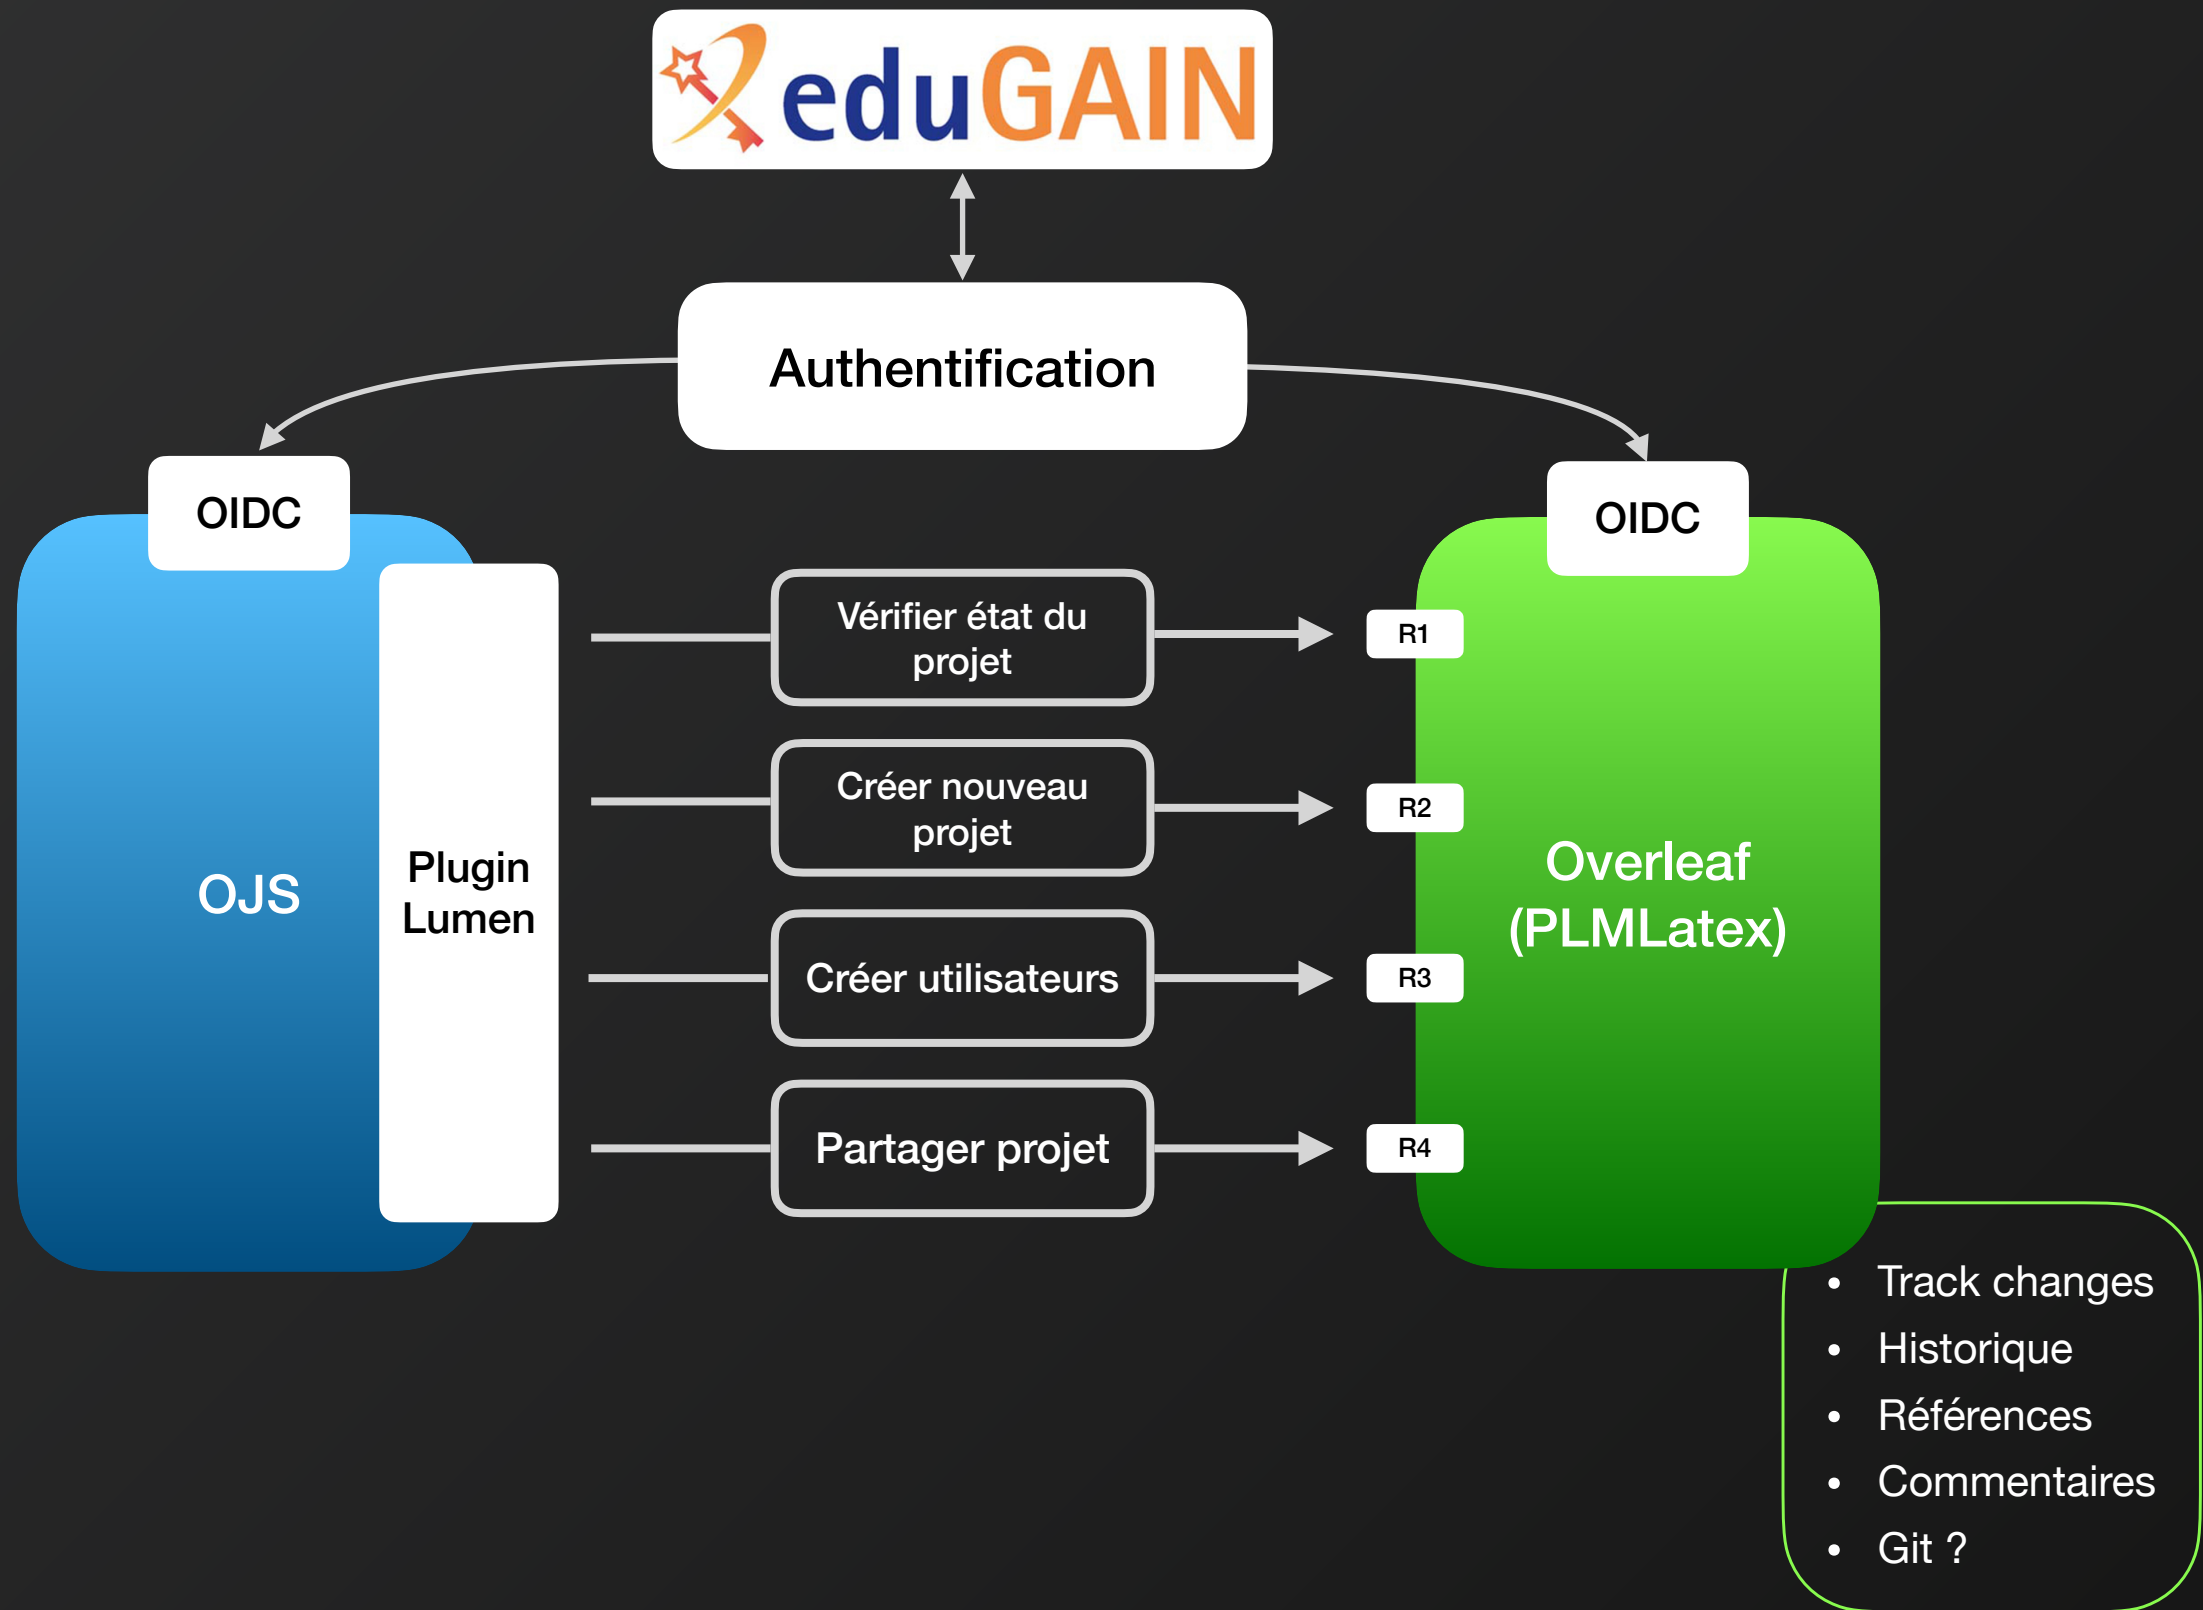 eduGAIN
Authentification
OIDC
OIDC
OJS
Plugin
Lumen
Vérifier état du
projet
R1
Créer nouveau
projet
R2
Créer utilisateurs
R3
Partager projet
R4
Overleaf
(PLMLatex)
• Track changes
• Historique
• Références
• Commentaires
• Git ?